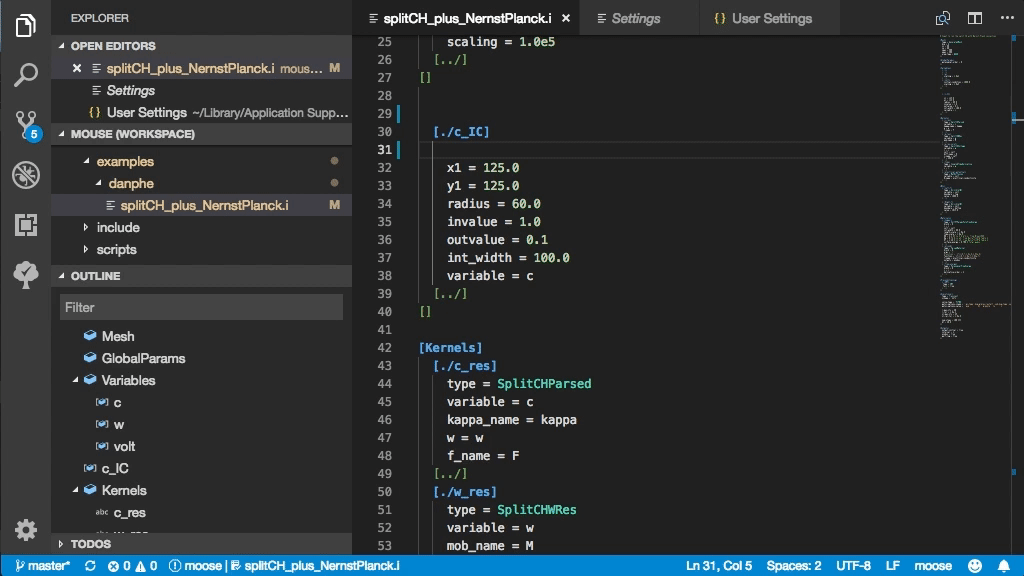 EXPLORER
OPEN EDITORS
splitCH_plus_NernstPlanck.i mous... M
Settings
{} User Settings ~/Library/Application Supp...
MOUSE (WORKSPACE)
examples
danphe
splitCH_plus_NernstPlanck.i M
include
scripts
OUTLINE
Filter
Mesh
GlobalParams
Variables
c
w
volt
c_IC
Kernels
abc c_res
TODOS
5
splitCH_plus_NernstPlanck.i
Settings
{} User Settings
25 scaling = 1.0e5
26 [../]
27 []
28
29
30 [./c_IC]
31
32 x1 = 125.0
33 y1 = 125.0
34 radius = 60.0
35 invalue = 1.0
36 outvalue = 0.1
37 int_width = 100.0
38 variable = c
39 [../]
40 []
41
42 [Kernels]
43 [./c_res]
44 type = SplitCHParsed
45 variable = c
46 kappa_name = kappa
47 w = w
48 f_name = F
49 [../]
50 [./w_res]
51 type = SplitCHWRes
52 variable = w
53 mob_name = M
master* 0 0 moose | splitCH_plus_NernstPlanck.i Ln 31, Col 5 Spaces: 2 UTF-8 LF moose